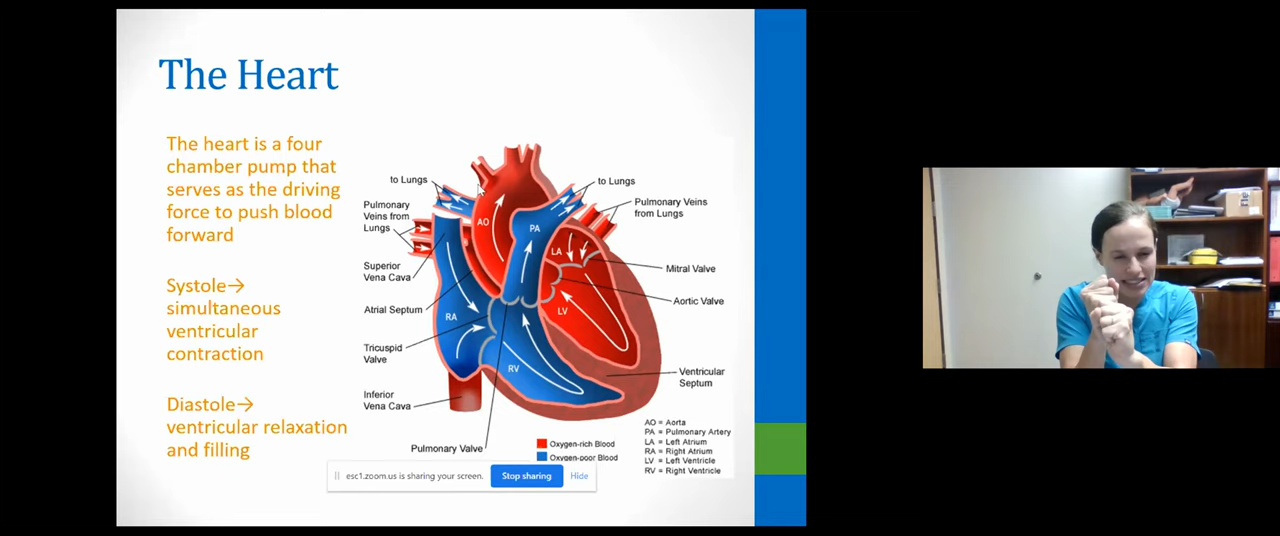 The Heart
The heart is a four
chamber pump that
serves as the driving
force to push blood
forward
Systole→
simultaneous
ventricular
contraction
Diastole→
ventricular relaxation
and filling
to Lungs
Pulmonary
Veins from
Lungs
Superior
Vena Cava
Atrial Septum
Tricuspid
Valve
Inferior
Vena Cava
Pulmonary Valve
AO
PA
LA
RA
LV
RV
to Lungs
Pulmonary Veins
from Lungs
Mitral Valve
Aortic Valve
Ventricular
Septum
Oxygen-rich Blood
Oxygen-poor Blood
AO = Aorta
PA = Pulmonary Artery
LA = Left Atrium
RA = Right Atrium
LV = Left Ventricle
RV = Right Ventricle
esc1.zoom.us is sharing your screen.
Stop sharing
Hide